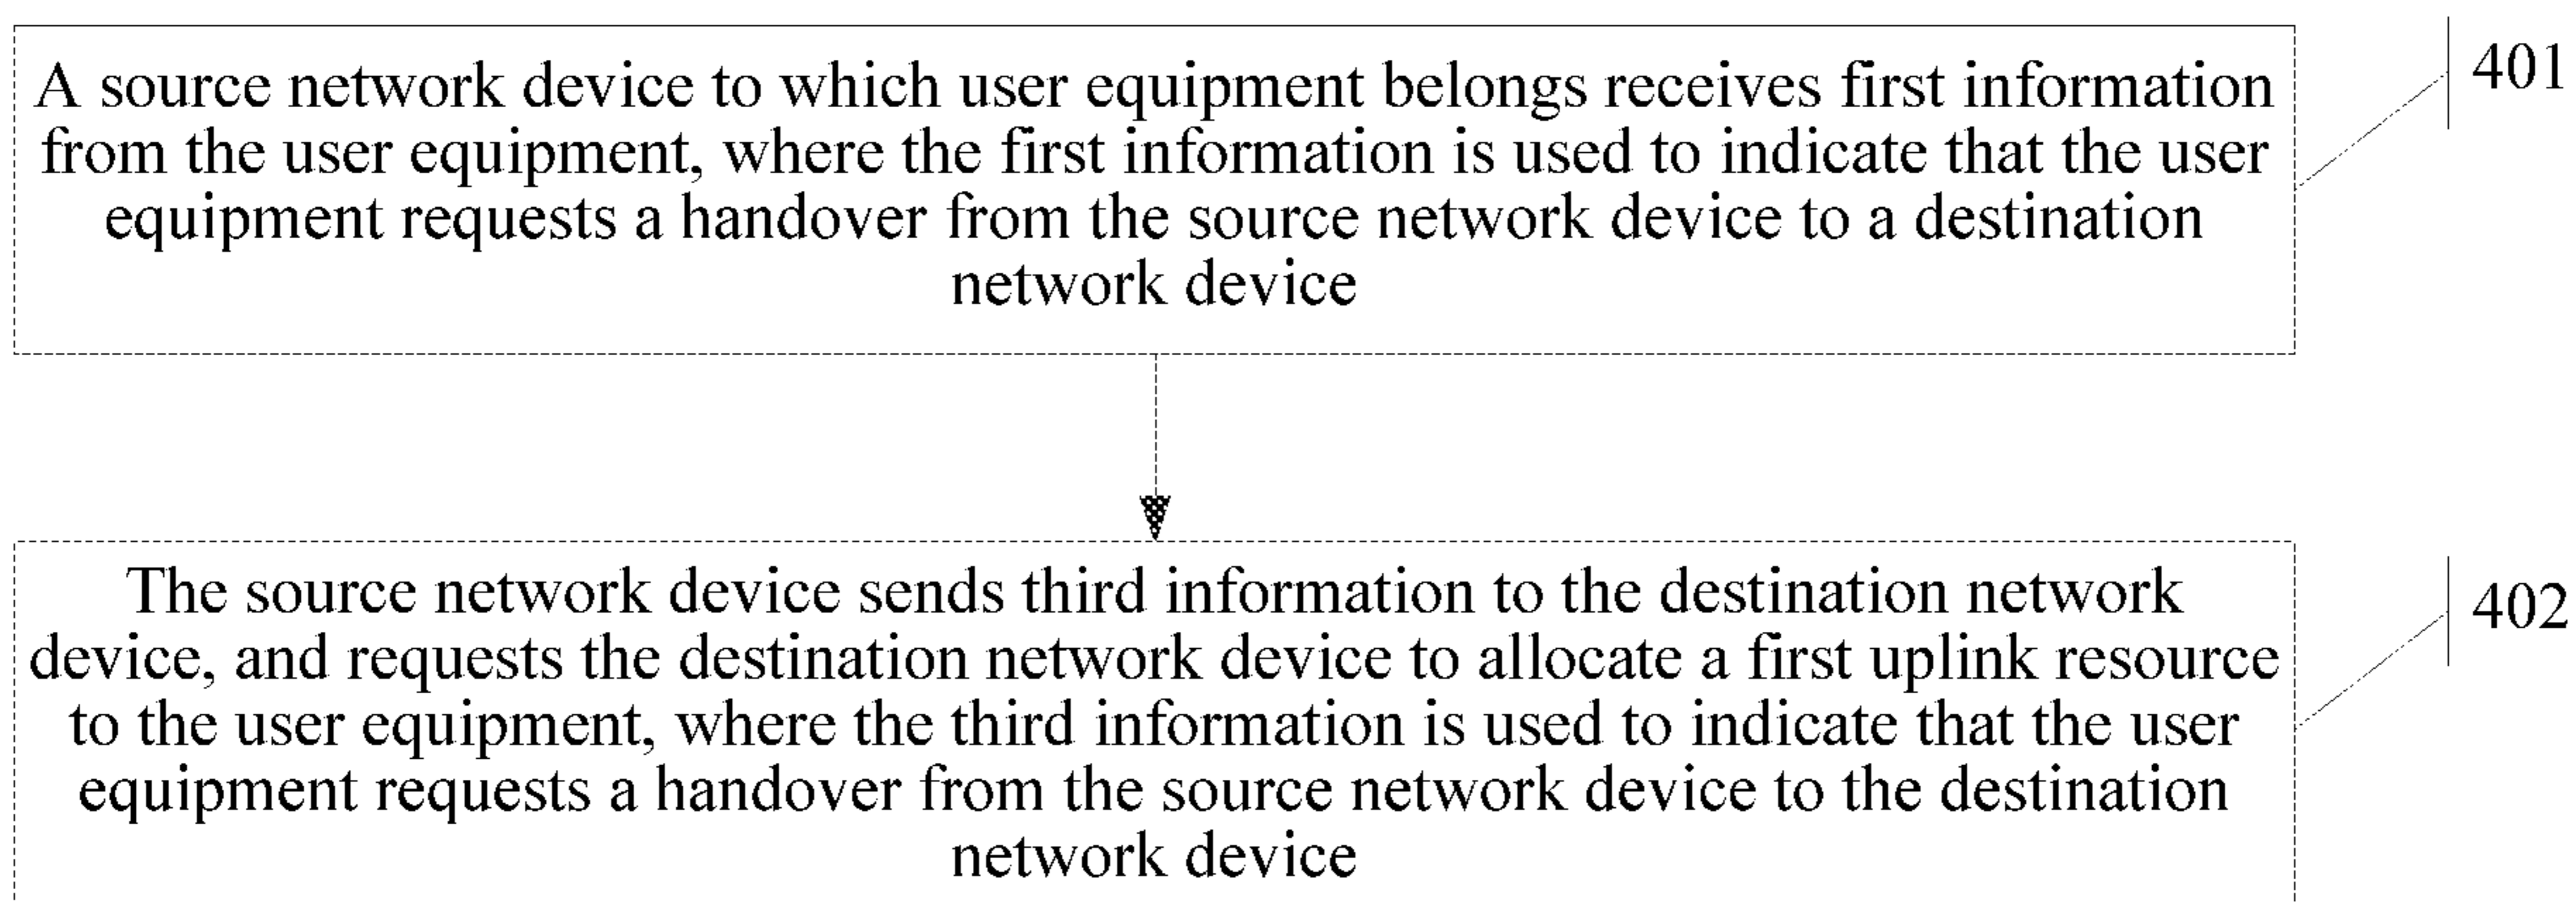 A source network device to which user equipment belongs receives first information
from the user equipment, where the first information is used to indicate that the user
equipment requests a handover from the source network device to a destination
network device
401
The source network device sends third information to the destination network
device, and requests the destination network device to allocate a first uplink resource
to the user equipment, where the third information is used to indicate that the user
equipment requests a handover from the source network device to the destination
network device
402